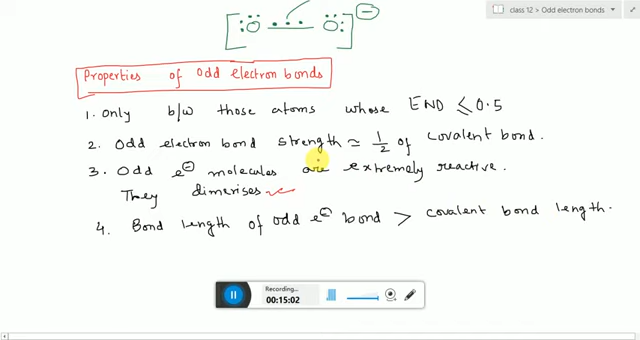 class 12 > Odd electron bonds
[:Ö ... Ö:]⊖
Properties of Odd electron bonds
1. Only b/w those atoms whose END ≤ 0.5
2. Odd electron bond strength ≃ 1/2 of covalent bond.
3. Odd e⊖ molecules are extremely reactive.
They dimerises
4. Bond length of odd e⊖ bond > covalent bond length.
Recording...
00:15:02